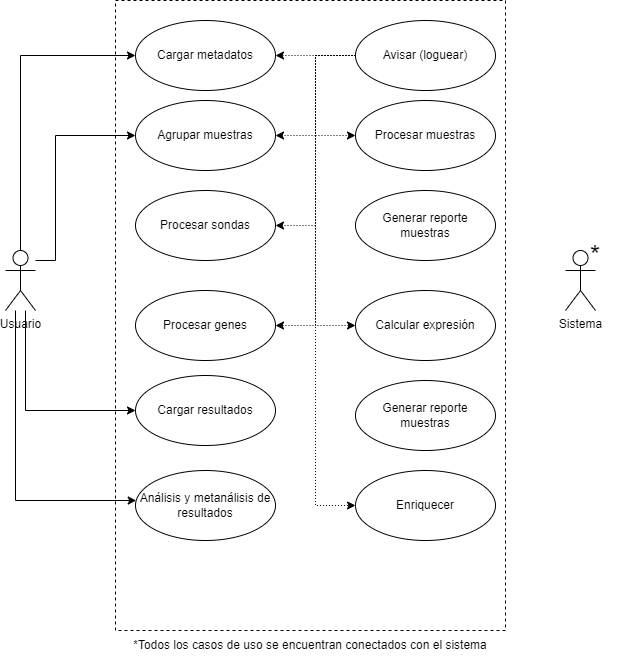 Cargar metadatos
Avisar (loguear)
Agrupar muestras
Procesar muestras
Procesar sondas
Generar reporte
muestras
*
Usuario
Sistema
Procesar genes
Calcular expresión
Cargar resultados
Generar reporte
muestras
Análisis y metanálisis de
resultados
Enriquecer
*Todos los casos de uso se encuentran conectados con el sistema